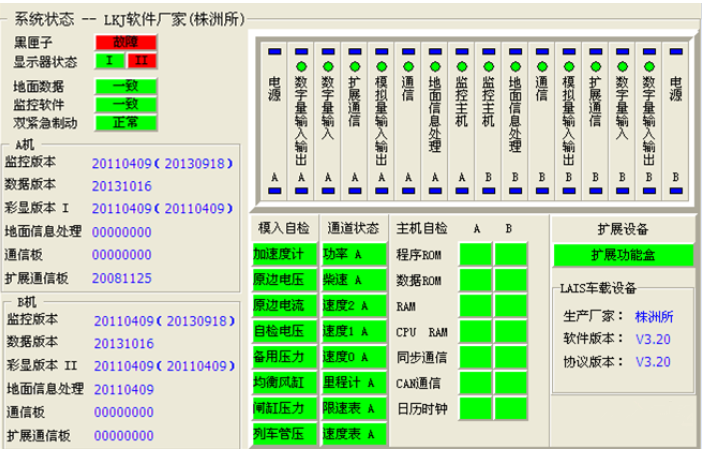 系统状态 -- LKJ软件厂家(株洲所)
黑匣子 故障
显示器状态 I II
地面数据 一致
监控软件 一致
双紧急制动 正常
A机
监控版本 20110409(20130918)
数据版本 20131016
彩显版本 I 20110409(20110409)
地面信息处理 00000000
通信板 00000000
扩展通信板 20081125
B机
监控版本 20110409(20130918)
数据版本 20131016
彩显版本 II 20110409(20110409)
地面信息处理 20110409
通信板 00000000
扩展通信板 00000000
电源 A
数字量输入输出 A
数字量输入 A
扩展通信 A
模拟量输入输出 A
通信 A
地面信息处理 A
监控主机 A
监控主机 B
地面信息处理 B
通信 B
模拟量输入输出 B
扩展通信 B
数字量输入 B
数字量输入输出 B
电源 B
模入自检 通道状态
加速度计 功率 A
原边电压 柴速 A
原边电流 速度2 A
自检电压 速度1 A
备用压力 速度0 A
均衡风缸 里程计 A
闸缸压力 限速表 A
列车管压 速度表 A
主机自检 A B
程序ROM
数据ROM
RAM
CPU RAM
同步通信
CAN通信
日历时钟
扩展设备
扩展功能盒
LAIS车载设备
生产厂家： 株洲所
软件版本： V3.20
协议版本： V3.20